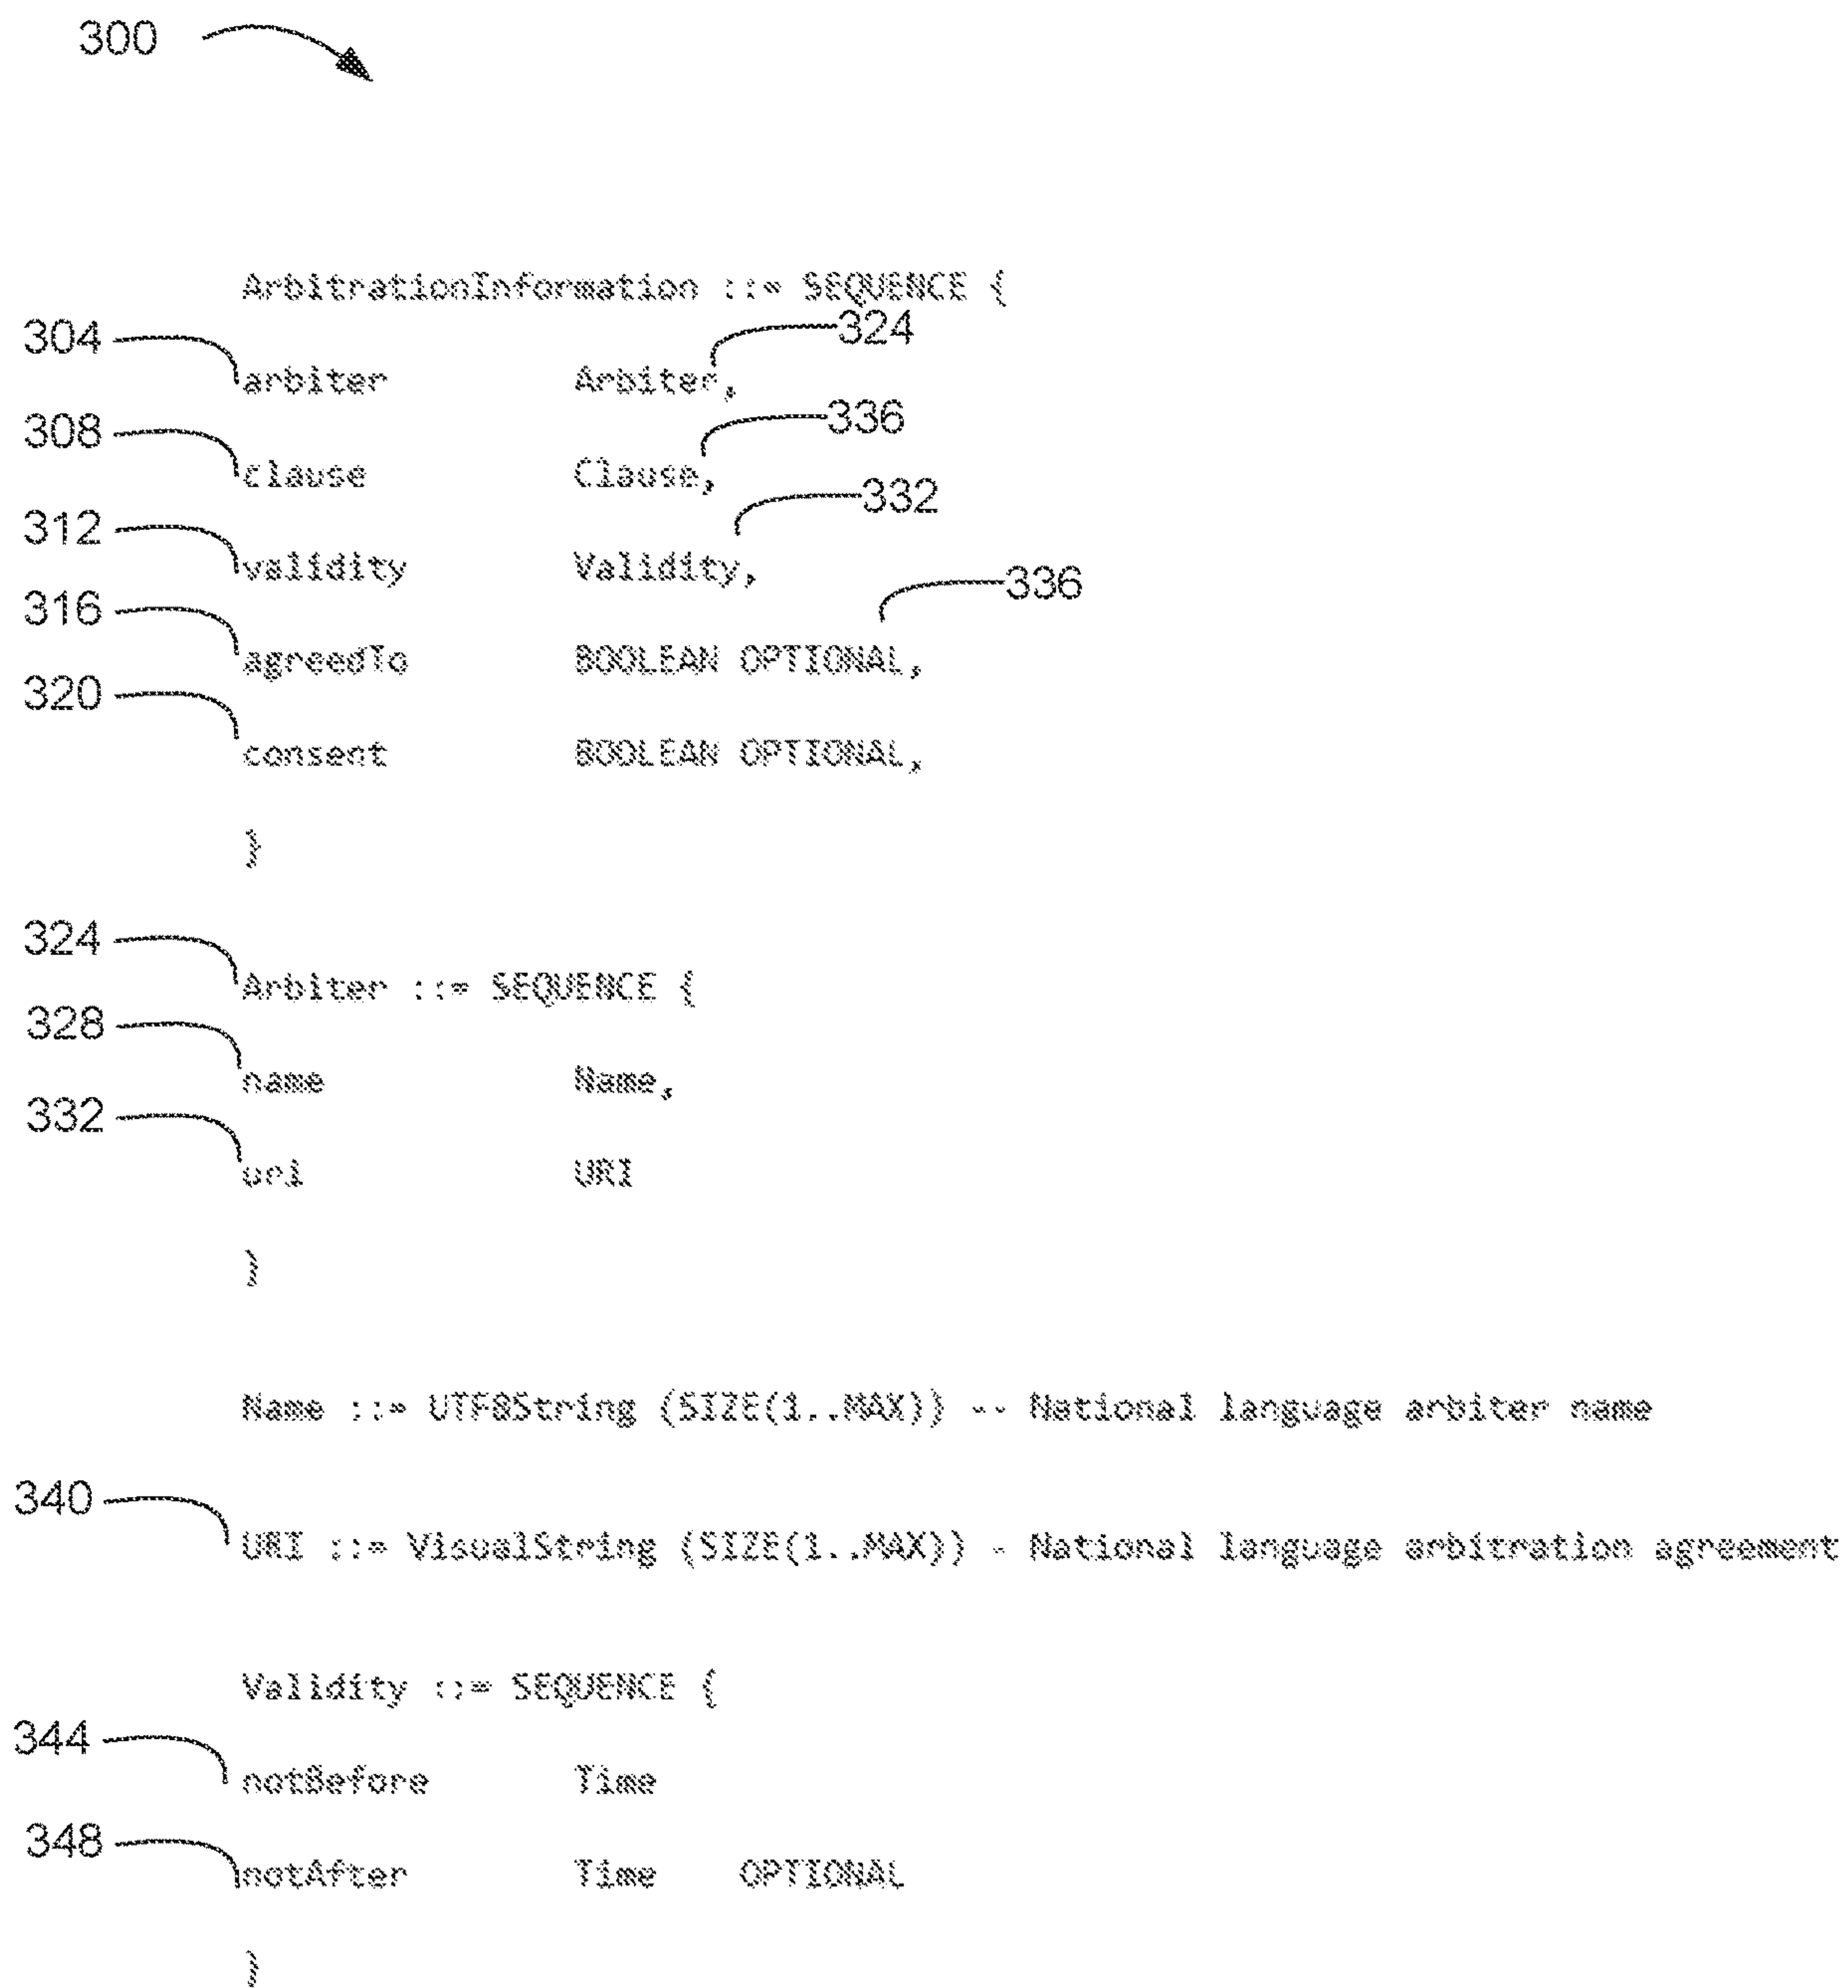 300
ArbitrationInformation ::= SEQUENCE {
304 324
arbiter Arbiter,
308 336
clause Clause,
312 332
validity Validity,
316 336
agreedTo BOOLEAN OPTIONAL,
320
consent BOOLEAN OPTIONAL,
}
324
Arbiter ::= SEQUENCE {
328
name Name,
332
uri URI
}
Name ::= UTF8String (SIZE(1..MAX)) -- National language arbiter name
340
URI ::= VisualString (SIZE(1..MAX)) - National language arbitration agreement
Validity ::= SEQUENCE {
344
notBefore Time
348
notAfter Time OPTIONAL
}